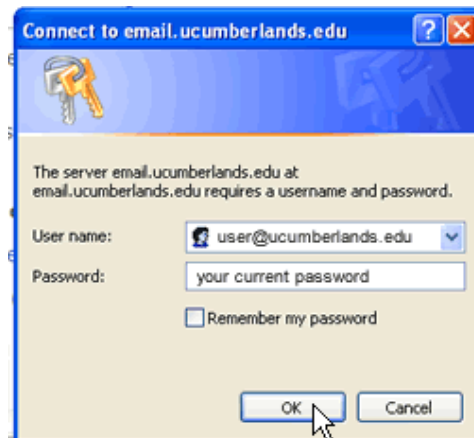 Connect to email.ucumberlands.edu
The server email.ucumberlands.edu at
email.ucumberlands.edu requires a username and password.
User name:
user@ucumberlands.edu
Password:
your current password
Remember my password
OK
Cancel